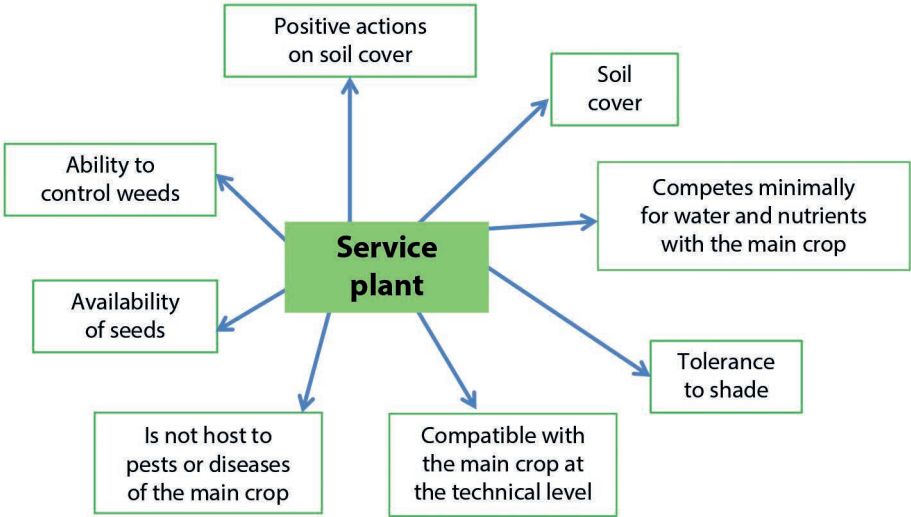 Positive actions
on soil cover
Soil
cover
Ability to
control weeds
Competes minimally
for water and nutrients
with the main crop
Service
plant
Availability
of seeds
Tolerance
to shade
Is not host to
pests or diseases
of the main crop
Compatible with
the main crop at
the technical level